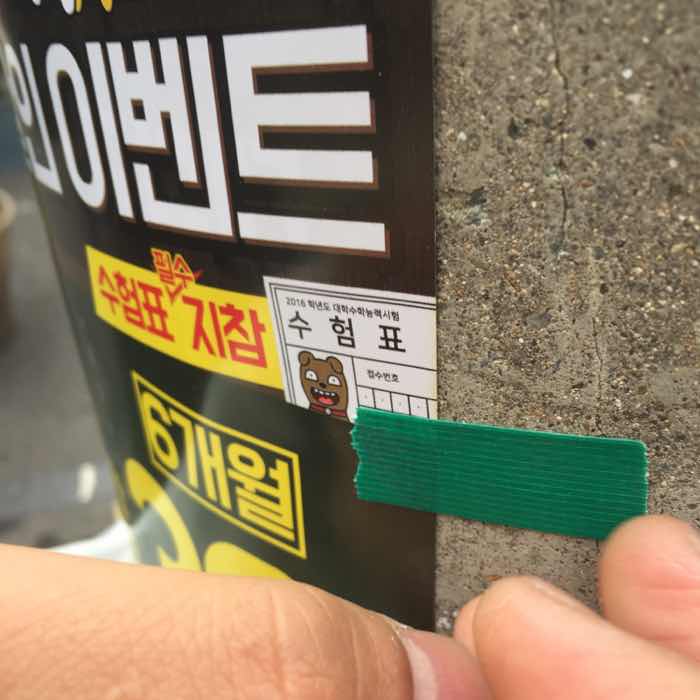 인이벤트
필수
수험표 지참
2016 학년도 대학수학능력시험
수 험 표
접수번호
6개월